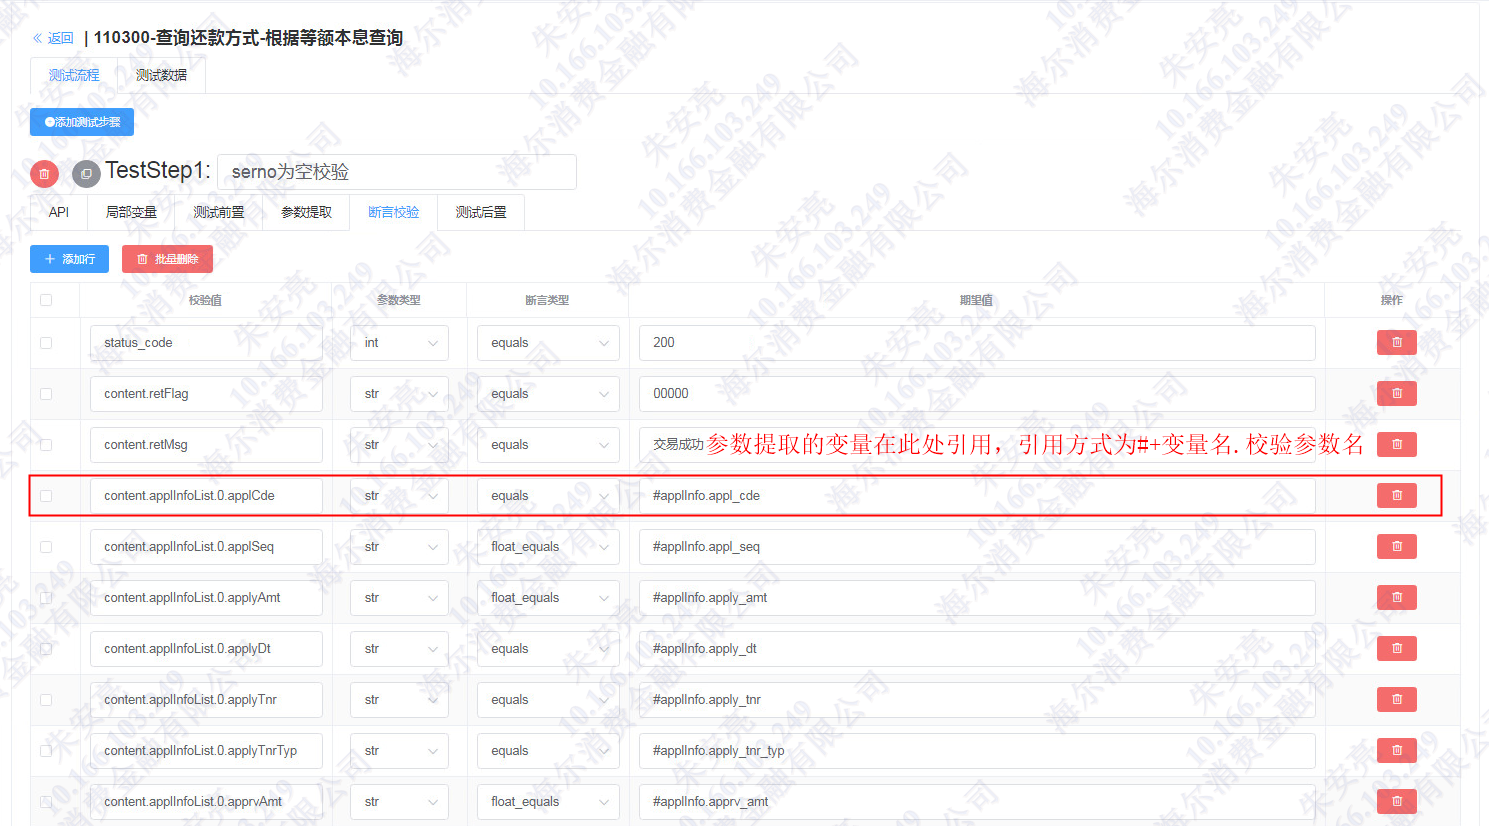 返回 | 110300-查询还款方式-根据等额本息查询
测试流程 测试数据
添加测试步骤
TestStep1: serno为空校验
API 局部变量 测试前置 参数提取 断言校验 测试后置
添加行 批量删除
校验值 参数类型 断言类型 期望值 操作
status_code int equals 200
content.retFlag str equals 00000
content.retMsg str equals 交易成功 参数提取的变量在此处引用，引用方式为#+变量名.校验参数名
content.applInfoList.0.applCde str equals #applInfo.appl_cde
content.applInfoList.0.applSeq str float_equals #applInfo.appl_seq
content.applInfoList.0.applyAmt str float_equals #applInfo.apply_amt
content.applInfoList.0.applyDt str equals #applInfo.apply_dt
content.applInfoList.0.applyTnr str equals #applInfo.apply_tnr
content.applInfoList.0.applyTnrTyp str equals #applInfo.apply_tnr_typ
content.applInfoList.0.apprvAmt str float_equals #applInfo.apprv_amt
朱安亮
10.166.103.249
海尔消费金融有限公司